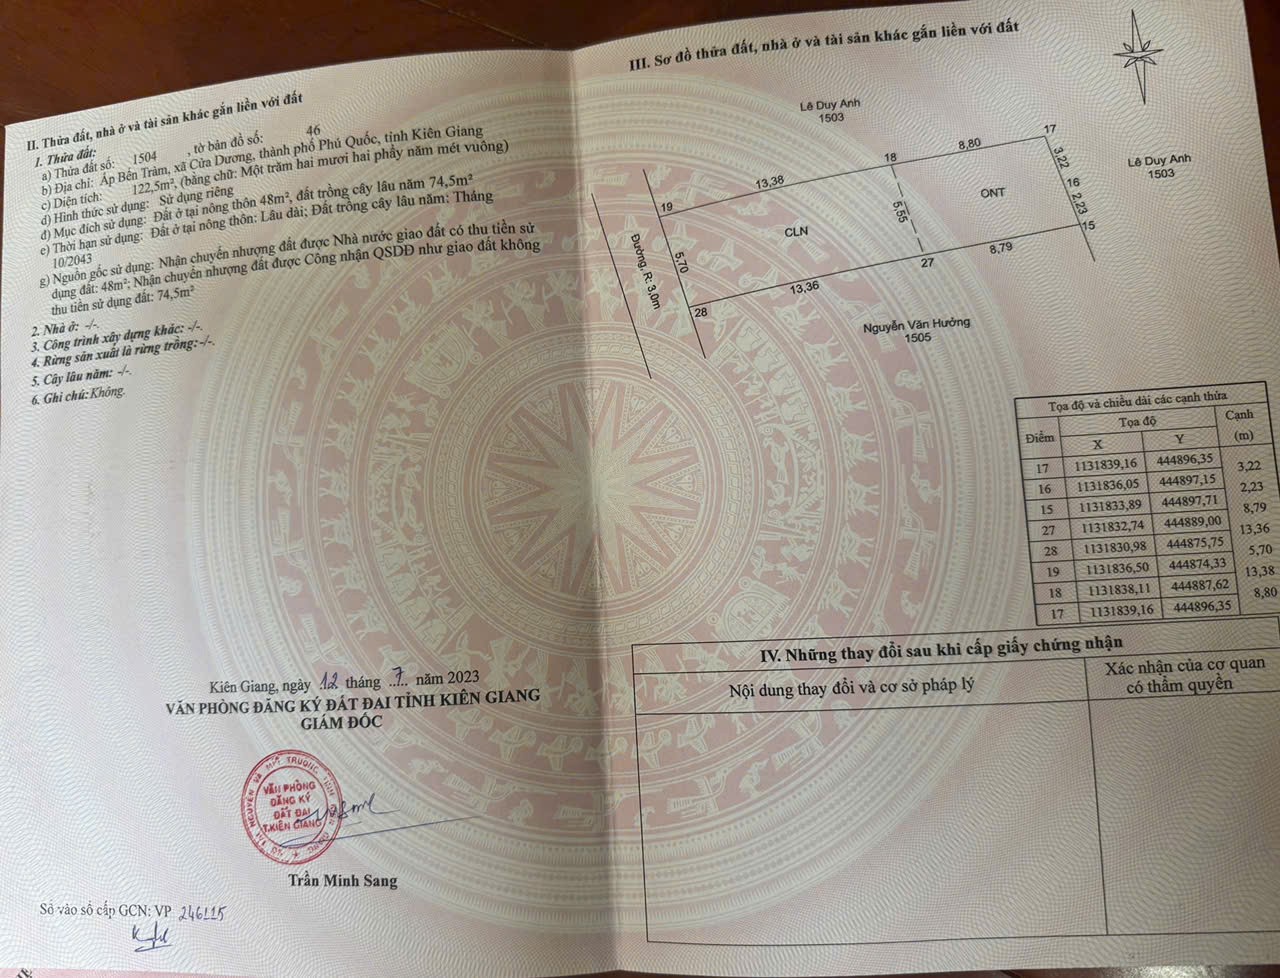 II. Thửa đất, nhà ở và tài sản khác gắn liền với đất
1. Thửa đất:
a) Thửa đất số: 1504 , tờ bản đồ số: 46
b) Địa chỉ: Ấp Bến Tràm, xã Cửa Dương, thành phố Phú Quốc, tỉnh Kiên Giang
c) Diện tích: 122,5m², (bằng chữ: Một trăm hai mươi hai phẩy năm mét vuông)
d) Hình thức sử dụng: Sử dụng riêng
đ) Mục đích sử dụng: Đất ở tại nông thôn 48m², đất trồng cây lâu năm 74,5m²
e) Thời hạn sử dụng: Đất ở tại nông thôn: Lâu dài; Đất trồng cây lâu năm: Tháng
10/2043
g) Nguồn gốc sử dụng: Nhận chuyển nhượng đất được Nhà nước giao đất có thu tiền sử
dụng đất: 48m²; Nhận chuyển nhượng đất được Công nhận QSDĐ như giao đất không
thu tiền sử dụng đất: 74,5m²
2. Nhà ở: -/-.
3. Công trình xây dựng khác: -/-.
4. Rừng sản xuất là rừng trồng:-/-.
5. Cây lâu năm: -/-.
6. Ghi chú: Không.
Kiên Giang, ngày 12 tháng 7 năm 2023
VĂN PHÒNG ĐĂNG KÝ ĐẤT ĐAI TỈNH KIÊN GIANG
GIÁM ĐỐC
VĂN PHÒNG
ĐĂNG KÝ
ĐẤT ĐAI
T.KIÊN GIANG
Trần Minh Sang
Số vào sổ cấp GCN: VP 246115
III. Sơ đồ thửa đất, nhà ở và tài sản khác gắn liền với đất
Lê Duy Anh
1503
Lê Duy Anh
1503
17
8,80
18
3,22
13,38
16
ONT
2,23
19
5,55
15
CLN
8,79
5,70
27
Đường, R: 3,0m
13,36
28
Nguyễn Văn Hưởng
1505
Tọa độ và chiều dài các cạnh thửa
Điểm Tọa độ Cạnh
X Y (m)
17 1131839,16 444896,35
3,22
16 1131836,05 444897,15
2,23
15 1131833,89 444897,71
8,79
27 1131832,74 444889,00
13,36
28 1131830,98 444875,75
5,70
19 1131836,50 444874,33
13,38
18 1131838,11 444887,62
8,80
17 1131839,16 444896,35
IV. Những thay đổi sau khi cấp giấy chứng nhận
Nội dung thay đổi và cơ sở pháp lý
Xác nhận của cơ quan
có thẩm quyền